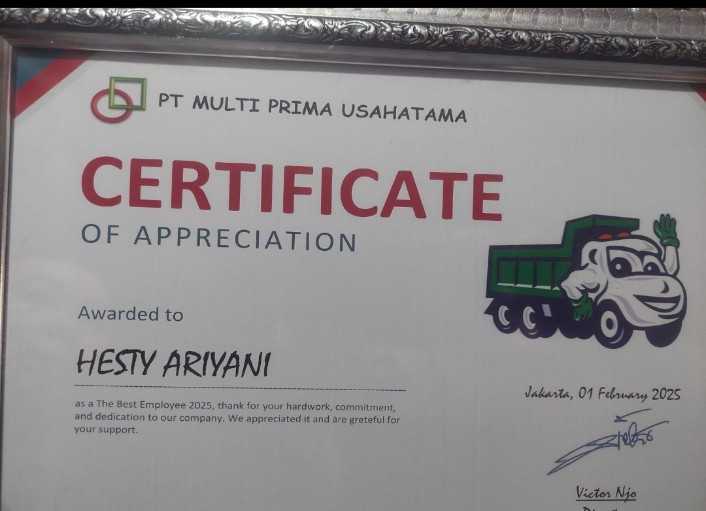 PT MULTI PRIMA USAHATAMA
CERTIFICATE
OF APPRECIATION
Awarded to
HESTY ARIYANI
as a The Best Employee 2025, thank for your hardwork, commitment,
and dedication to our company. We appreciated it and are greteful for
your support.
Jakarta, 01 February 2025
Victor Njo